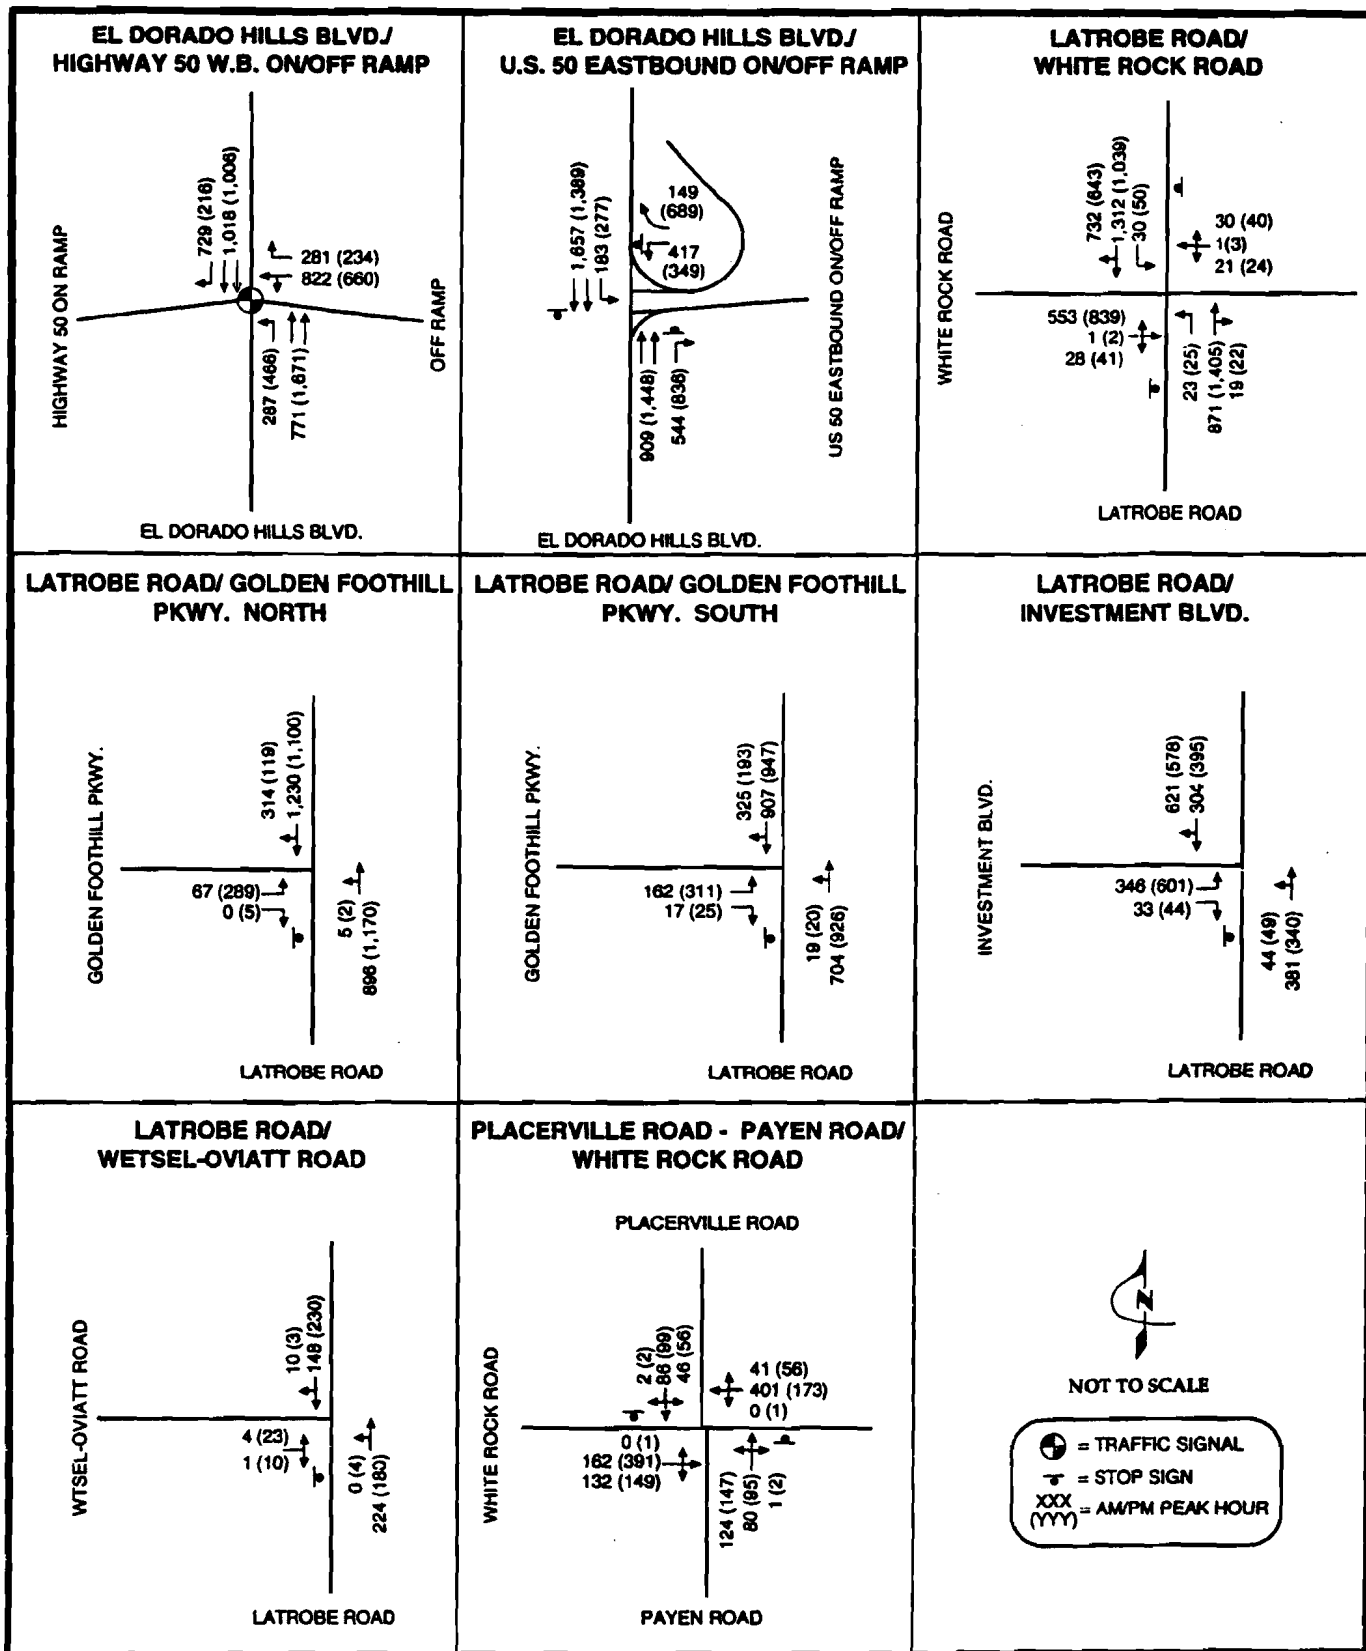 EL DORADO HILLS BLVD./
HIGHWAY 50 W.B. ON/OFF RAMP
729 (216)
1,018 (1,006)
281 (234)
822 (660)
HIGHWAY 50 ON RAMP
OFF RAMP
287 (466)
771 (1,671)
EL DORADO HILLS BLVD.
EL DORADO HILLS BLVD./
U.S. 50 EASTBOUND ON/OFF RAMP
1,657 (1,389)
183 (277)
149
(689)
417
(349)
909 (1,448)
544 (836)
US 50 EASTBOUND ON/OFF RAMP
EL DORADO HILLS BLVD.
LATROBE ROAD/
WHITE ROCK ROAD
732 (643)
1,312 (1,039)
30 (50)
30 (40)
1(3)
21 (24)
WHITE ROCK ROAD
553 (839)
1 (2)
28 (41)
23 (25)
871 (1,405)
19 (22)
LATROBE ROAD
LATROBE ROAD/ GOLDEN FOOTHILL
PKWY. NORTH
314 (119)
1,230 (1,100)
GOLDEN FOOTHILL PKWY.
67 (289)
0 (5)
5 (2)
896 (1,170)
LATROBE ROAD
LATROBE ROAD/ GOLDEN FOOTHILL
PKWY. SOUTH
325 (193)
907 (947)
GOLDEN FOOTHILL PKWY.
162 (311)
17 (25)
19 (20)
704 (926)
LATROBE ROAD
LATROBE ROAD/
INVESTMENT BLVD.
621 (578)
304 (395)
INVESTMENT BLVD.
346 (601)
33 (44)
44 (49)
381 (340)
LATROBE ROAD
LATROBE ROAD/
WETSEL-OVIATT ROAD
10 (3)
148 (230)
WTSEL-OVIATT ROAD
4 (23)
1 (10)
0 (4)
224 (180)
LATROBE ROAD
PLACERVILLE ROAD - PAYEN ROAD/
WHITE ROCK ROAD
PLACERVILLE ROAD
2 (2)
86 (99)
46 (56)
41 (56)
401 (173)
0 (1)
WHITE ROCK ROAD
0 (1)
162 (391)
132 (149)
124 (147)
80 (95)
1 (2)
PAYEN ROAD
N
NOT TO SCALE
= TRAFFIC SIGNAL
= STOP SIGN
XXX
(YYY) = AM/PM PEAK HOUR